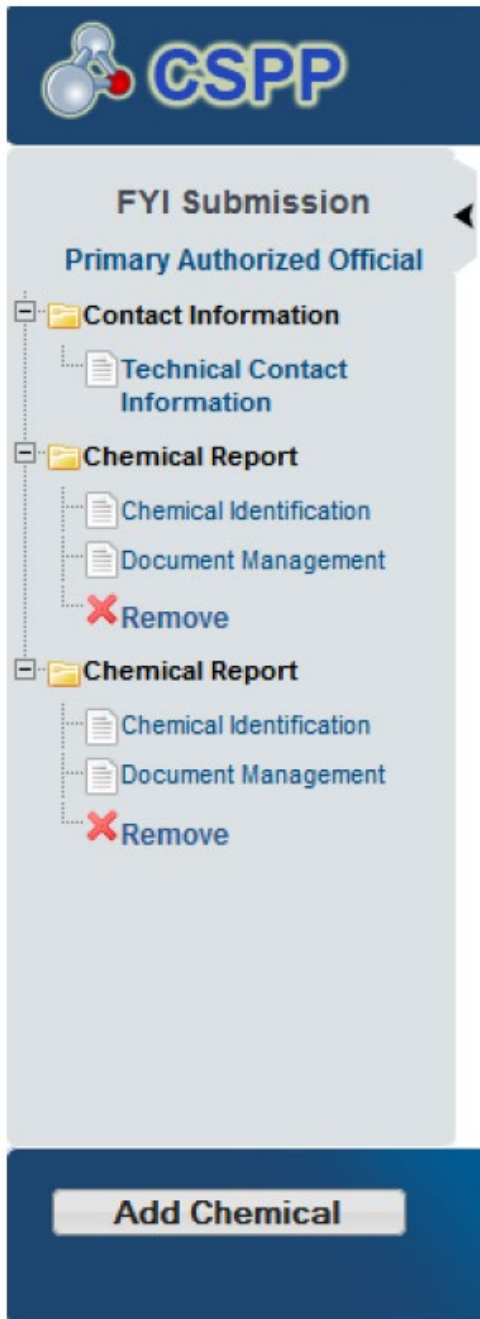 CSPP
FYI Submission
Primary Authorized Official
Contact Information
Technical Contact
Information
Chemical Report
Chemical Identification
Document Management
Remove
Chemical Report
Chemical Identification
Document Management
Remove
Add Chemical